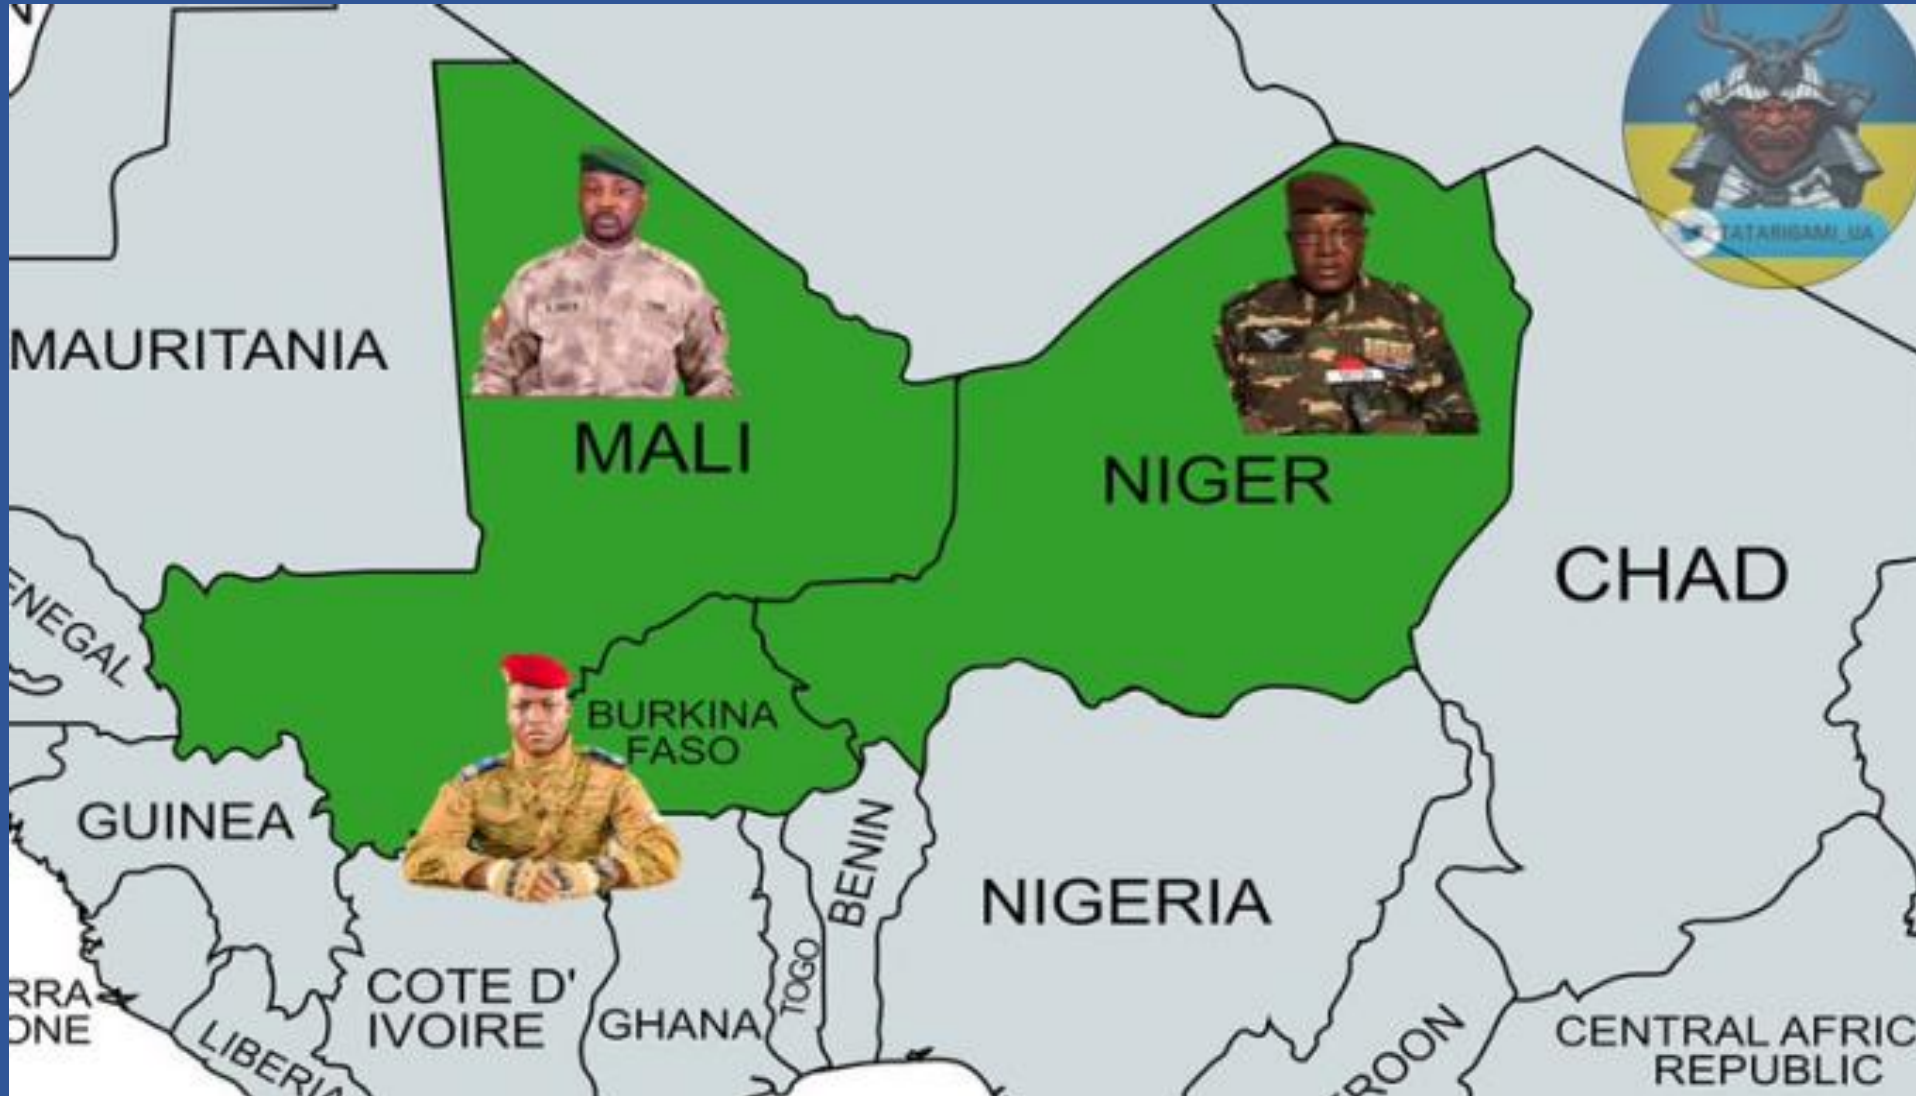 N
MAURITANIA
MALI
NIGER
CHAD
ENEGAL
BURKINA
FASO
GUINEA
BENIN
NIGERIA
TOGO
COTE D'
IVOIRE
GHANA
RRA
ONE
LIBERIA
ROON
CENTRAL AFRIC
REPUBLIC
TATARIGAMI_UA